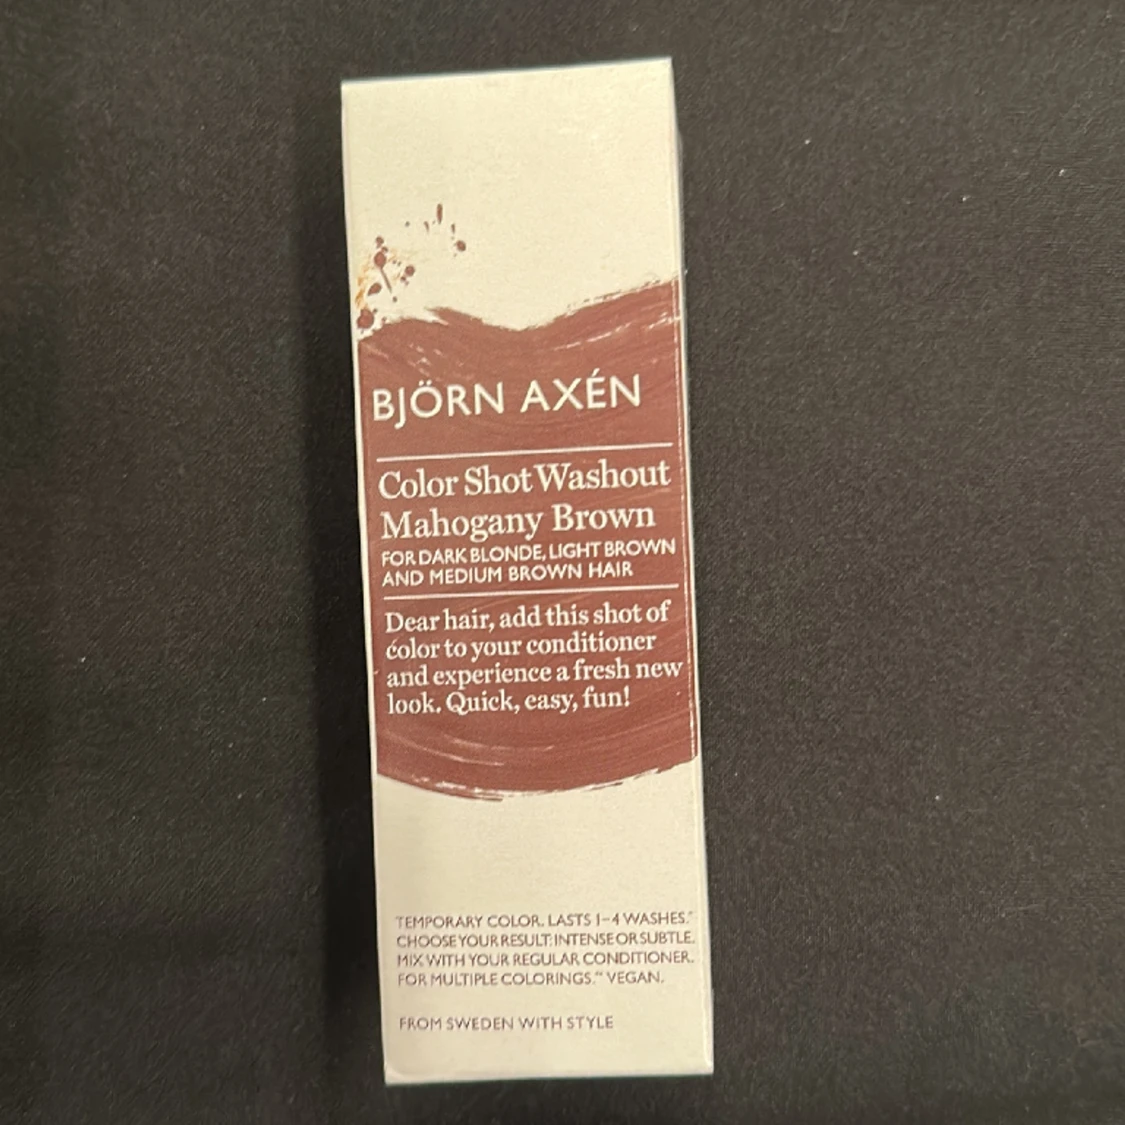 BJÖRN AXÉN
Color Shot Washout
Mahogany Brown
FOR DARK BLONDE, LIGHT BROWN
AND MEDIUM BROWN HAIR
Dear hair, add this shot of
color to your conditioner
and experience a fresh new
look. Quick, easy, fun!
TEMPORARY COLOR. LASTS 1–4 WASHES.*
CHOOSE YOUR RESULT: INTENSE OR SUBTLE.
MIX WITH YOUR REGULAR CONDITIONER.
FOR MULTIPLE COLORINGS.** VEGAN.
FROM SWEDEN WITH STYLE